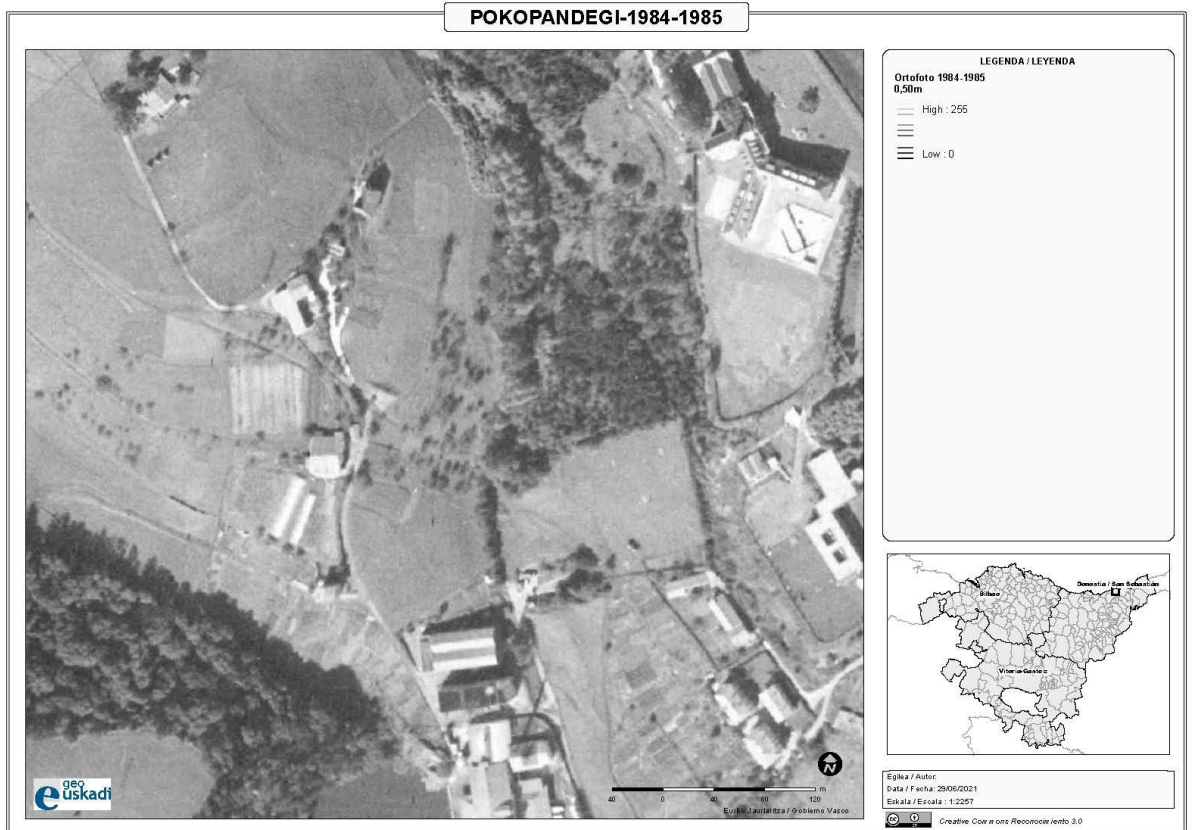 POKOPANDEGI-1984-1985
LEGENDA / LEYENDA
Ortofoto 1984-1985
0,50m
High : 255
Low : 0
Bilbao
Donostia / San Sebastián
Vitoria-Gasteiz
geo
euskadi
N
40 0 40 80 120 m
Eusko Jaurlaritza / Gobierno Vasco
Egilea / Autor:
Data / Fecha: 29/06/2021
Eskala / Escala : 1:2257
cc
BY
Creative Commons Reconocimiento 3.0